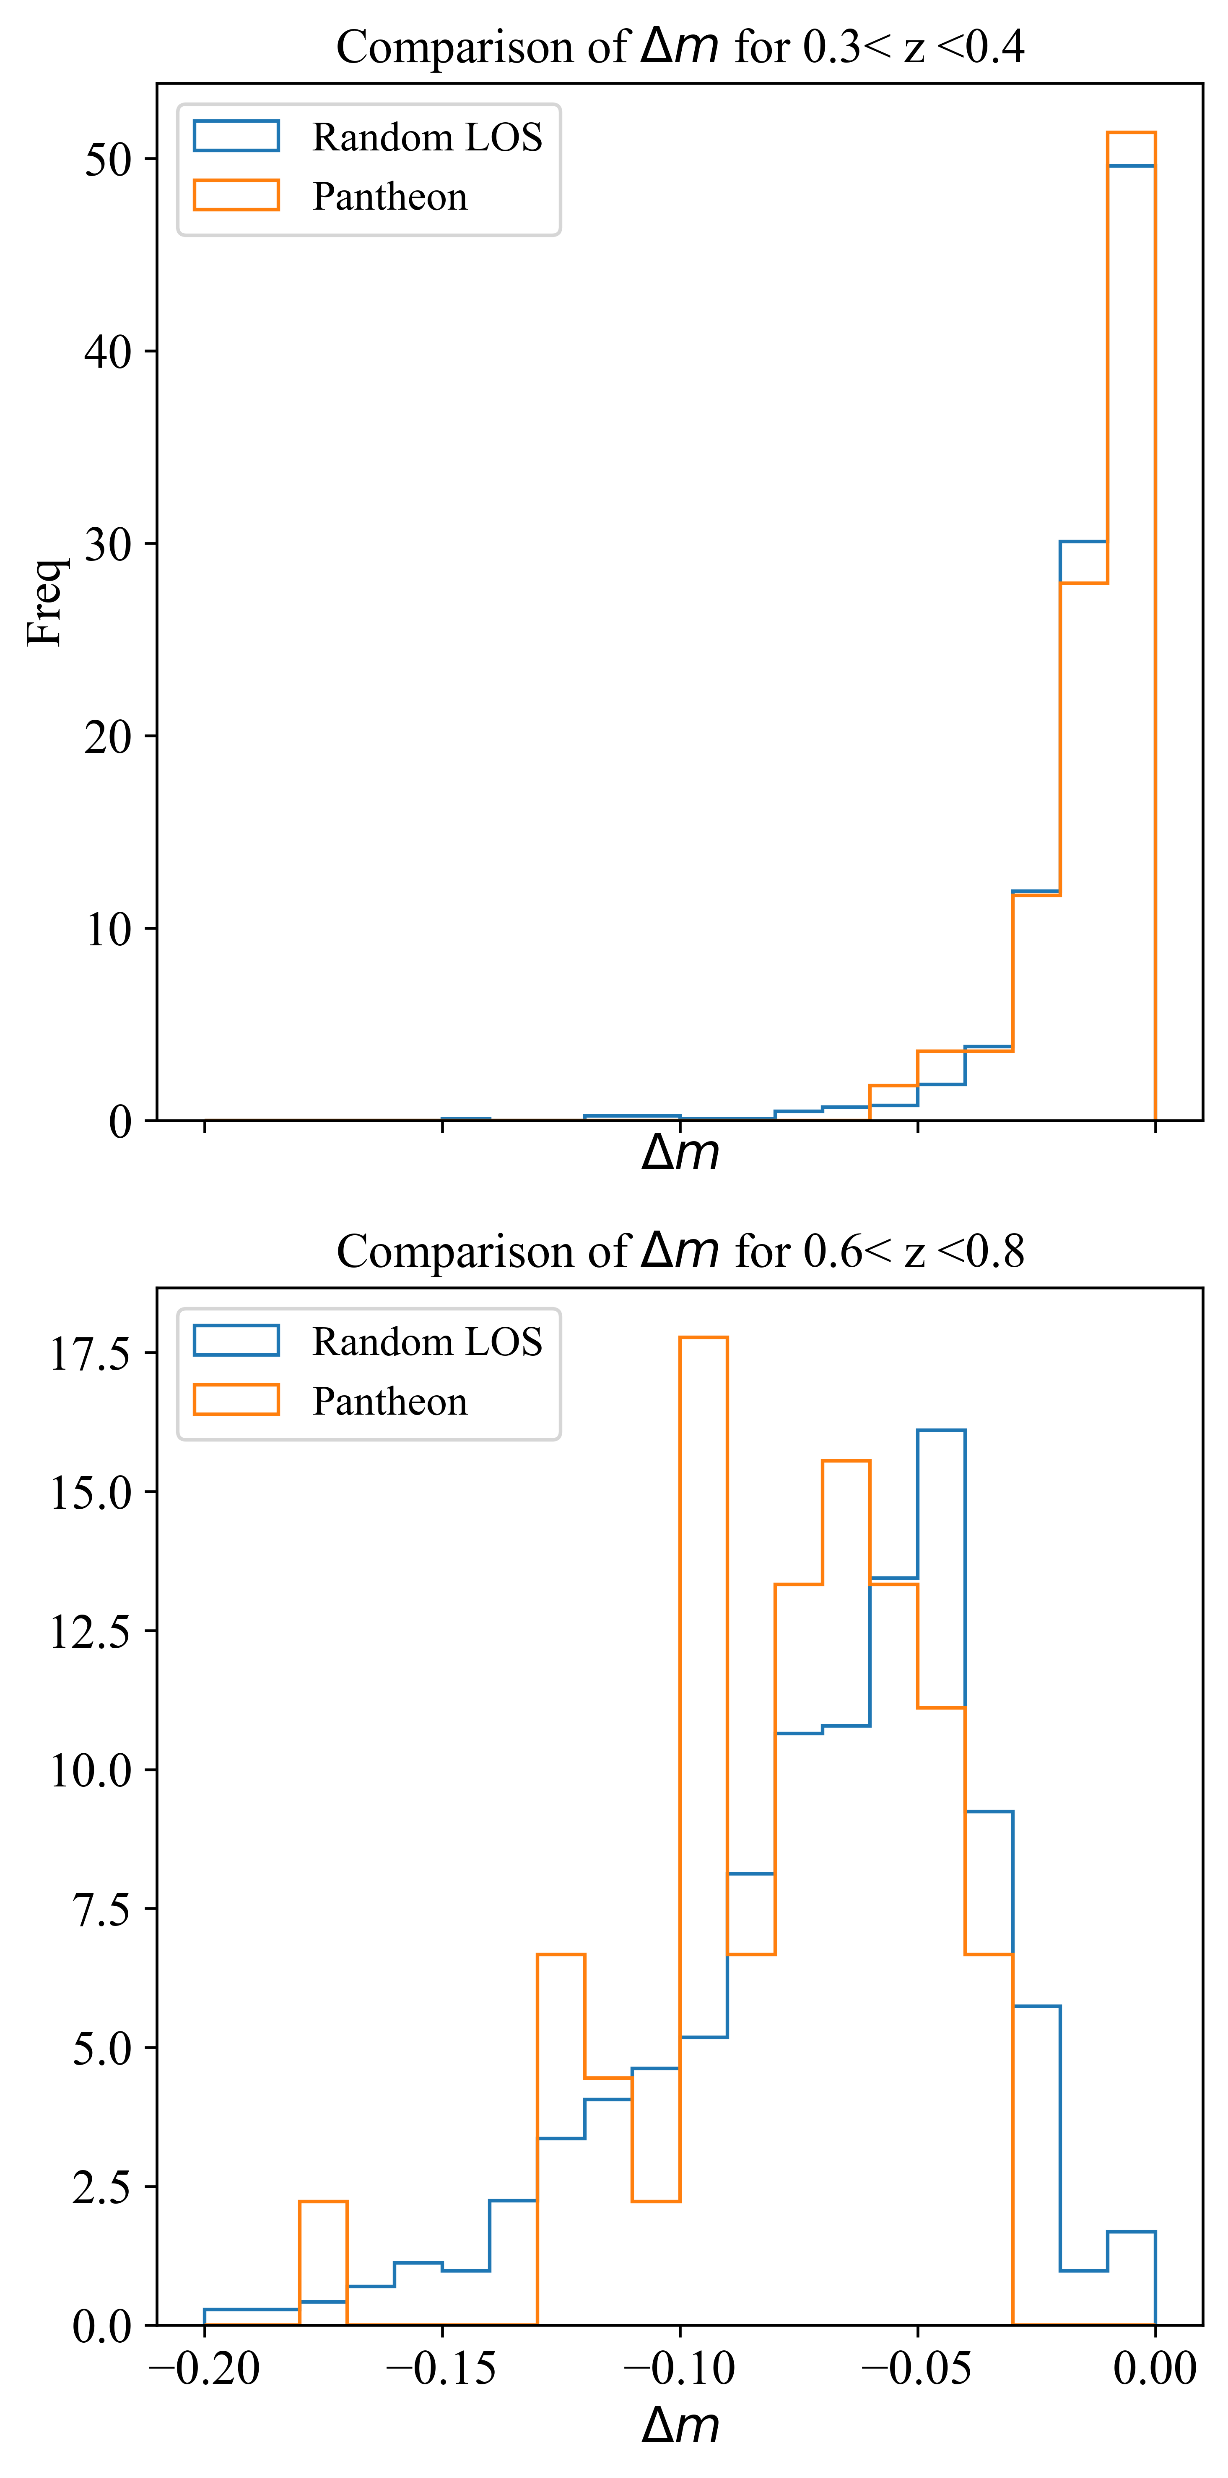 Comparison of Δm for 0.3< z <0.4
Random LOS
Pantheon
50
40
30
20
10
0
Freq
Δm
Comparison of Δm for 0.6< z <0.8
Random LOS
Pantheon
17.5
15.0
12.5
10.0
7.5
5.0
2.5
0.0
−0.20 −0.15 −0.10 −0.05 0.00
Δm